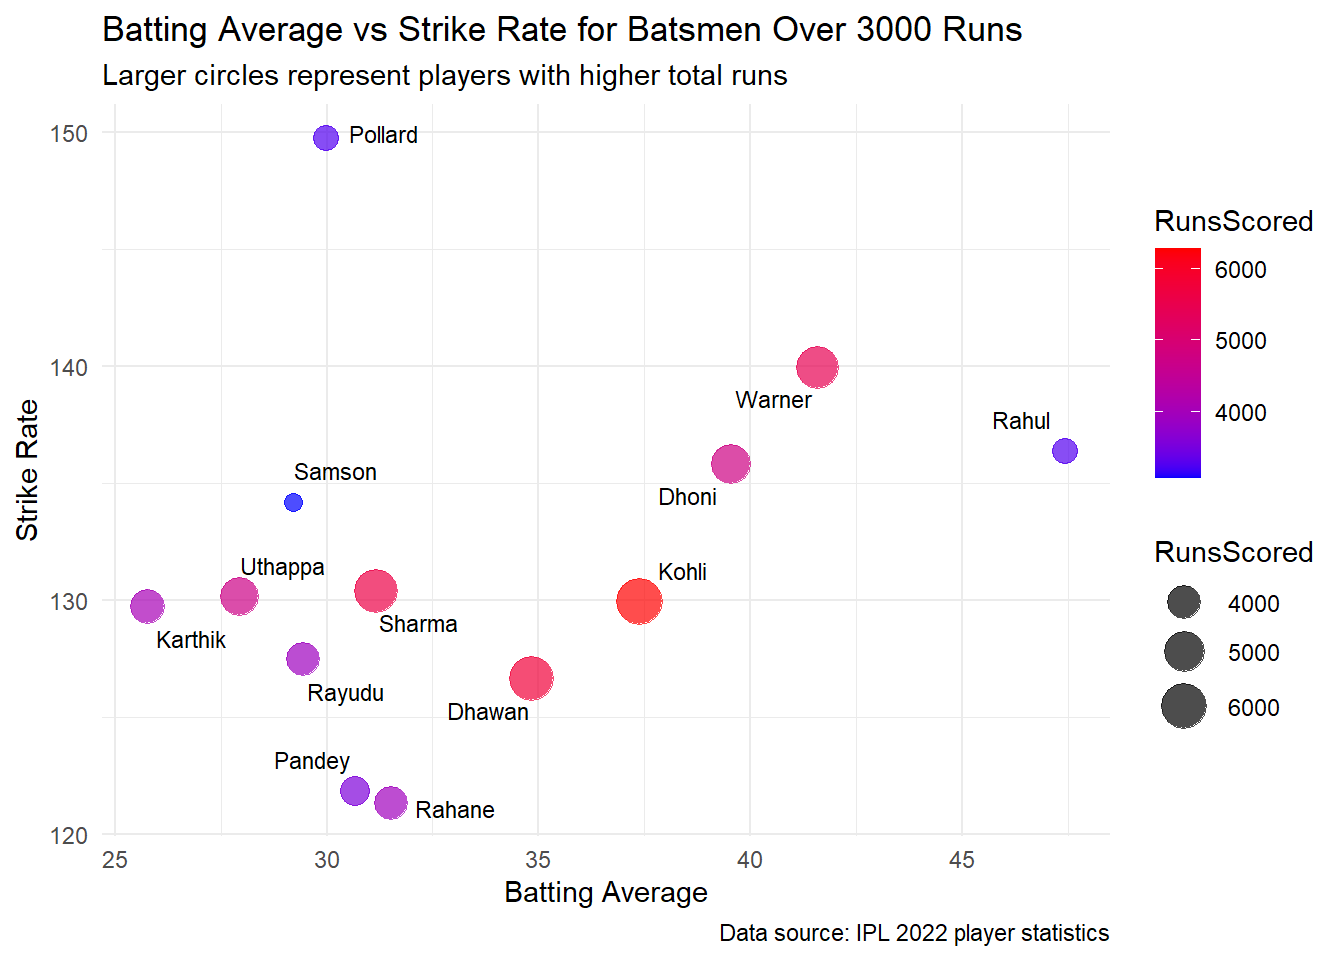 Batting Average vs Strike Rate for Batsmen Over 3000 Runs
Larger circles represent players with higher total runs
150
140
130
120
Strike Rate
Pollard
Warner
Rahul
Dhoni
Samson
Uthappa
Kohli
Karthik
Sharma
Rayudu
Dhawan
Pandey
Rahane
25
30
35
40
45
Batting Average
RunsScored
6000
5000
4000
RunsScored
4000
5000
6000
Data source: IPL 2022 player statistics